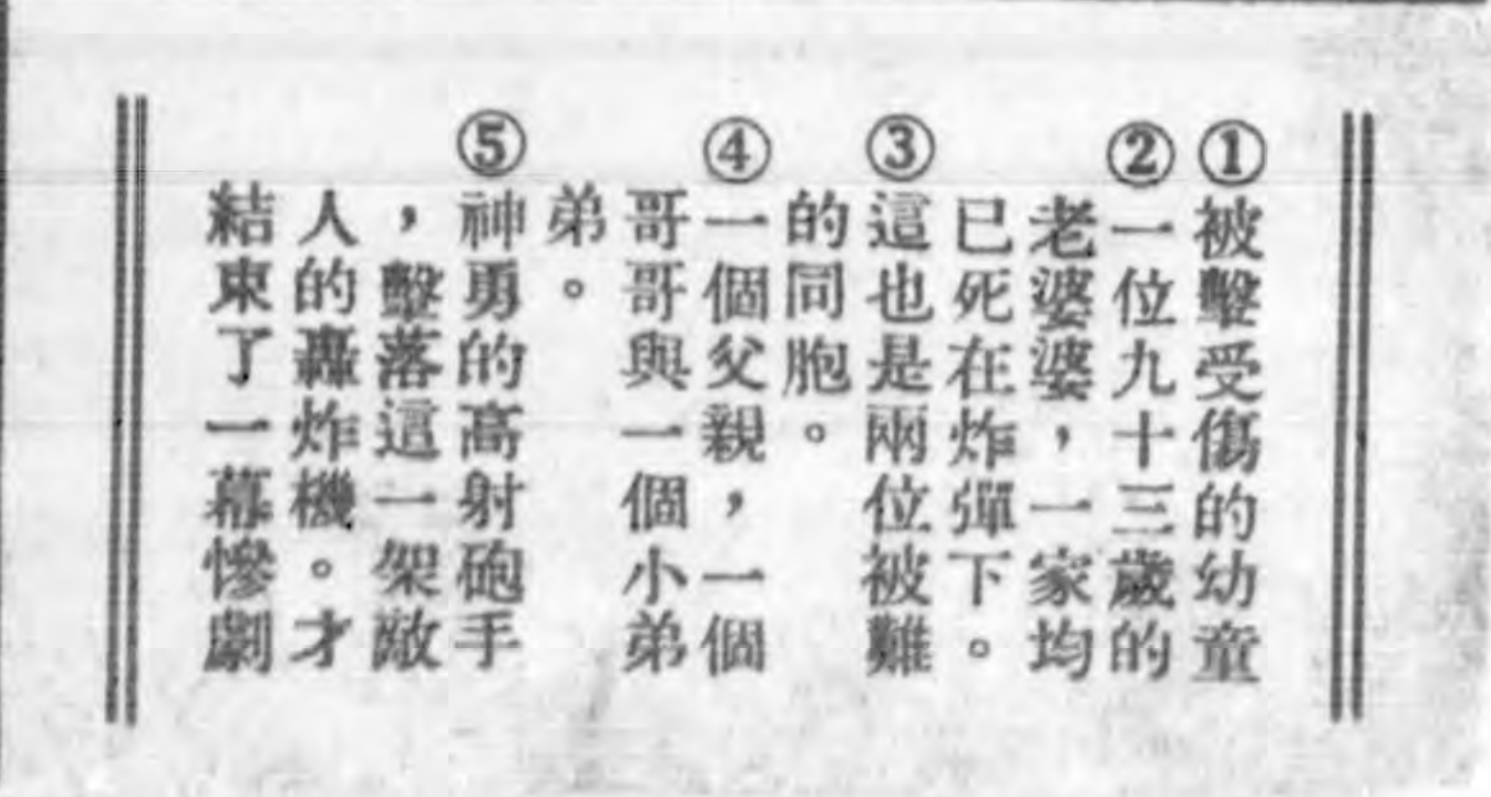 ①被擊受傷的幼童
②一位九十三歲的
老婆婆，一家均
已死在炸彈下。
③這也是兩位被難
的同胞。
④一個父親，一個
哥哥與一個小弟
弟。
⑤神勇的高射砲手
，擊落這一架敵
人的轟炸機。才
結束了一幕慘劇